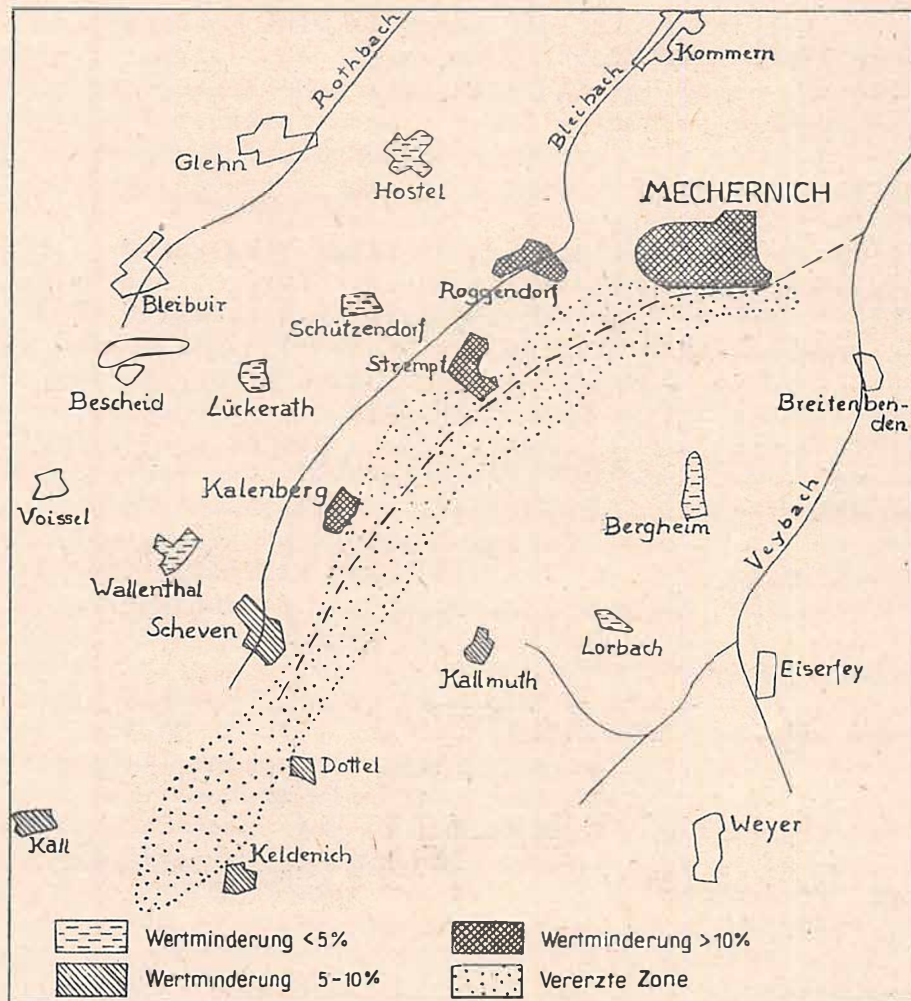 Kommern
Rothbach
Bleibach
Glehn
Hostel
MECHERNICH
Roggendorf
Bleibuir
Schützendorf
Strempt
Bescheid
Lückerath
Breitenben-
den
Kalenberg
Voissel
Bergheim
Veybach
Wallenthal
Scheven
Lorbach
Kallmuth
Eiserfey
Dottel
Kall
Weyer
Keldenich
Wertminderung <5%
Wertminderung >10%
Wertminderung 5-10%
Vererzte Zone